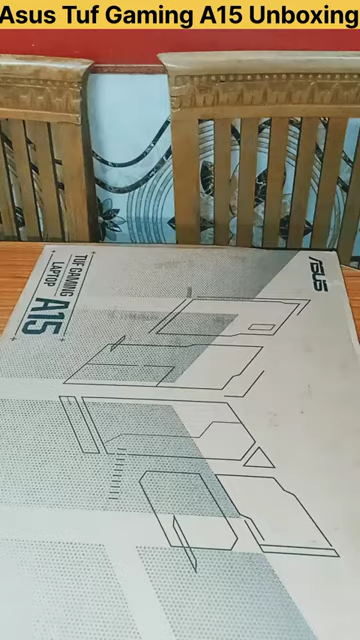 Asus Tuf Gaming A15 Unboxing
ASUS
TUF GAMING
LAPTOP
A15